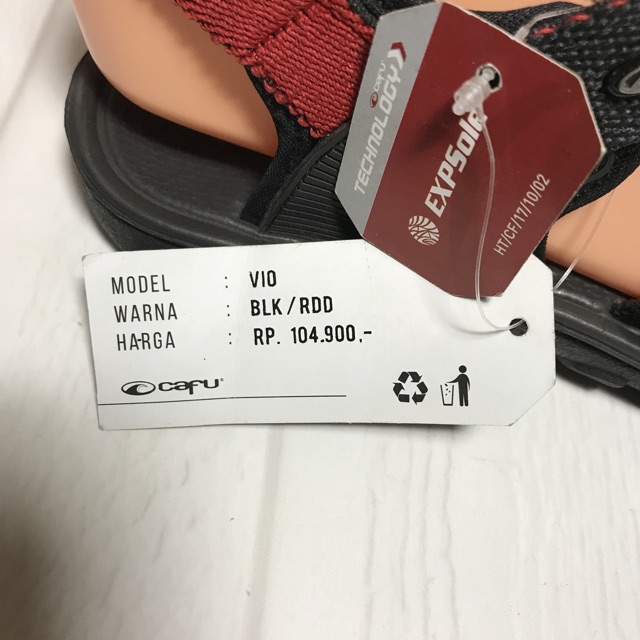 CAFU
TECHNOLOGY
EXPSole
HT/CF/17/10/02
MODEL : VIO
WARNA : BLK / RDD
HARGA : RP. 104.900,-
CAFU®